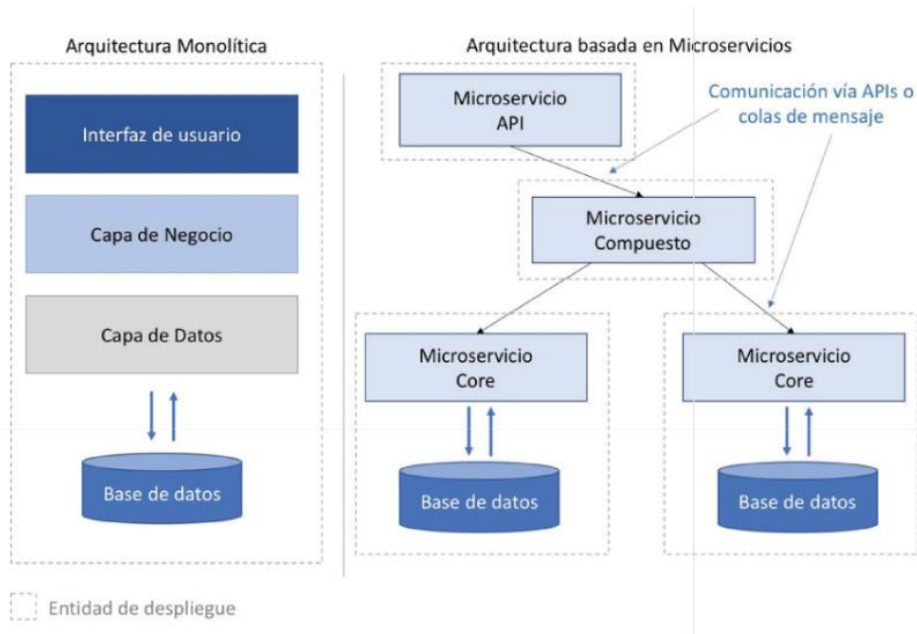 Arquitectura Monolítica
Interfaz de usuario
Capa de Negocio
Capa de Datos
Base de datos
Arquitectura basada en Microservicios
Microservicio
API
Comunicación vía APIs o
colas de mensaje
Microservicio
Compuesto
Microservicio
Core
Microservicio
Core
Base de datos
Base de datos
Entidad de despliegue